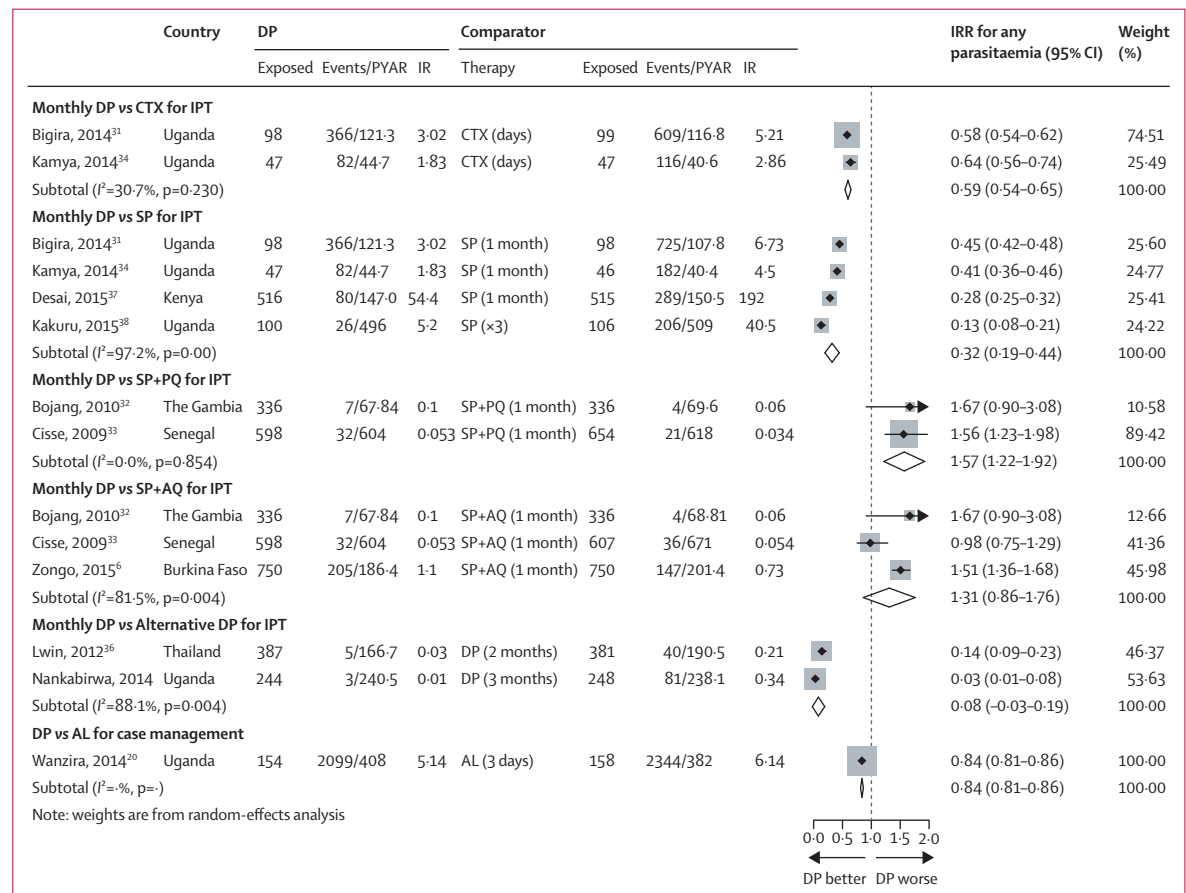 Country DP Comparator IRR for any parasitaemia (95% CI) Weight (%)
Exposed Events/PYAR IR Therapy Exposed Events/PYAR IR
Monthly DP vs CTX for IPT
Bigira, 2014³¹ Uganda 98 366/121·3 3·02 CTX (days) 99 609/116·8 5·21 0·58 (0·54–0·62) 74·51
Kamya, 2014³⁴ Uganda 47 82/44·7 1·83 CTX (days) 47 116/40·6 2·86 0·64 (0·56–0·74) 25·49
Subtotal (I²=30·7%, p=0·230) 0·59 (0·54–0·65) 100·00
Monthly DP vs SP for IPT
Bigira, 2014³¹ Uganda 98 366/121·3 3·02 SP (1 month) 98 725/107·8 6·73 0·45 (0·42–0·48) 25·60
Kamya, 2014³⁴ Uganda 47 82/44·7 1·83 SP (1 month) 46 182/40·4 4·5 0·41 (0·36–0·46) 24·77
Desai, 2015³⁷ Kenya 516 80/147·0 54·4 SP (1 month) 515 289/150·5 192 0·28 (0·25–0·32) 25·41
Kakuru, 2015³⁸ Uganda 100 26/496 5·2 SP (×3) 106 206/509 40·5 0·13 (0·08–0·21) 24·22
Subtotal (I²=97·2%, p=0·00) 0·32 (0·19–0·44) 100·00
Monthly DP vs SP+PQ for IPT
Bojang, 2010³² The Gambia 336 7/67·84 0·1 SP+PQ (1 month) 336 4/69·6 0·06 1·67 (0·90–3·08) 10·58
Cisse, 2009³³ Senegal 598 32/604 0·053 SP+PQ (1 month) 654 21/618 0·034 1·56 (1·23–1·98) 89·42
Subtotal (I²=0·0%, p=0·854) 1·57 (1·22–1·92) 100·00
Monthly DP vs SP+AQ for IPT
Bojang, 2010³² The Gambia 336 7/67·84 0·1 SP+AQ (1 month) 336 4/68·81 0·06 1·67 (0·90–3·08) 12·66
Cisse, 2009³³ Senegal 598 32/604 0·053 SP+AQ (1 month) 607 36/671 0·054 0·98 (0·75–1·29) 41·36
Zongo, 2015⁶ Burkina Faso 750 205/186·4 1·1 SP+AQ (1 month) 750 147/201·4 0·73 1·51 (1·36–1·68) 45·98
Subtotal (I²=81·5%, p=0·004) 1·31 (0·86–1·76) 100·00
Monthly DP vs Alternative DP for IPT
Lwin, 2012³⁶ Thailand 387 5/166·7 0·03 DP (2 months) 381 40/190·5 0·21 0·14 (0·09–0·23) 46·37
Nankabirwa, 2014 Uganda 244 3/240·5 0·01 DP (3 months) 248 81/238·1 0·34 0·03 (0·01–0·08) 53·63
Subtotal (I²=88·1%, p=0·004) 0·08 (-0·03–0·19) 100·00
DP vs AL for case management
Wanzira, 2014²⁰ Uganda 154 2099/408 5·14 AL (3 days) 158 2344/382 6·14 0·84 (0·81–0·86) 100·00
Subtotal (I²=·%, p=·) 0·84 (0·81–0·86) 100·00
Note: weights are from random-effects analysis
0·0 0·5 1·0 1·5 2·0
DP better DP worse